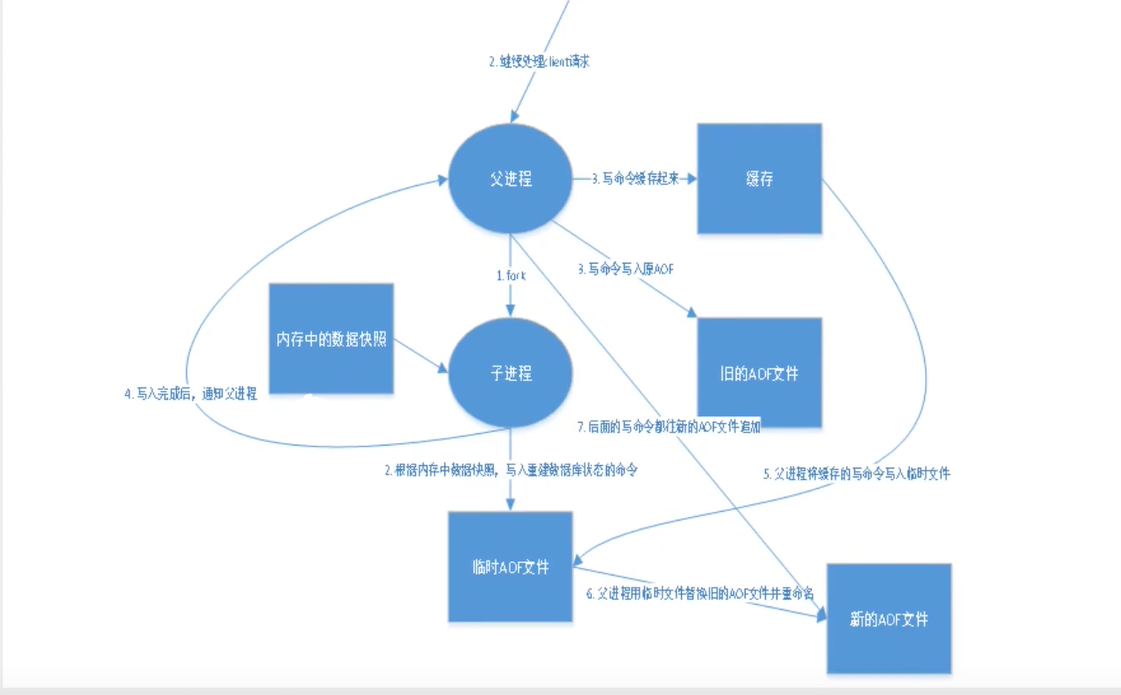 2.继续处理client请求
父进程
3.写命令缓存起来
缓存
1.fork
3.写命令写入原AOF
内存中的数据快照
子进程
旧的AOF文件
4.写入完成后，通知父进程
7.后面的写命令都往新的AOF文件追加
2.根据内存中数据快照，写入重建数据库状态的命令
5.父进程将缓存的写命令写入临时文件
临时AOF文件
6.父进程用临时文件替换旧的AOF文件并重命名
新的AOF文件